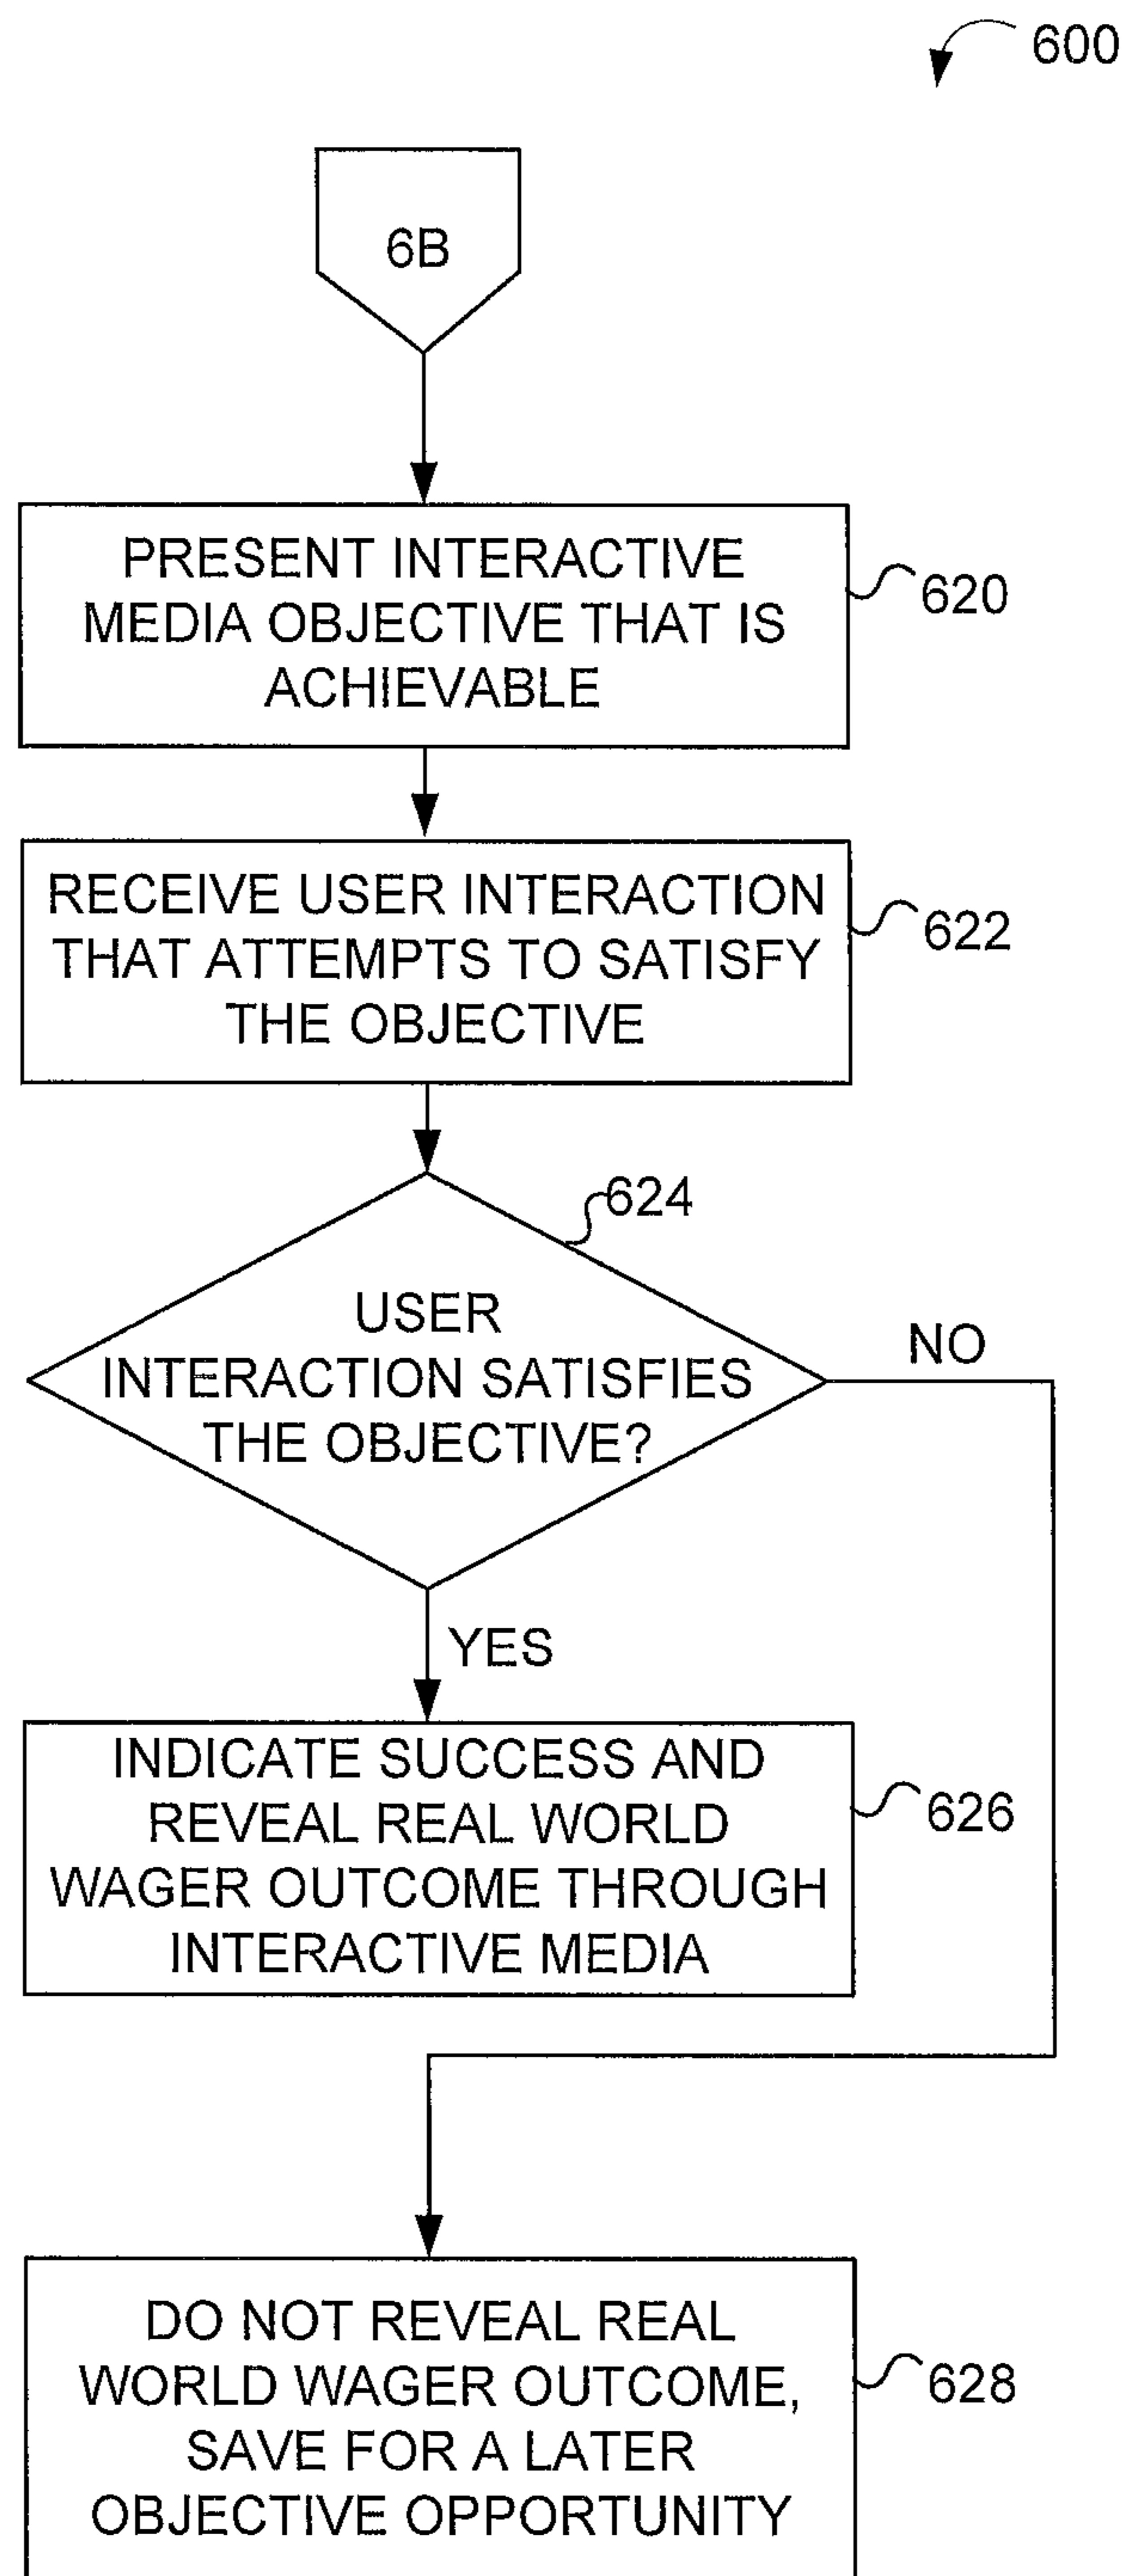 600
6B
PRESENT INTERACTIVE
MEDIA OBJECTIVE THAT IS
ACHIEVABLE
620
RECEIVE USER INTERACTION
THAT ATTEMPTS TO SATISFY
THE OBJECTIVE
622
624
USER
INTERACTION SATISFIES
THE OBJECTIVE?
NO
YES
INDICATE SUCCESS AND
REVEAL REAL WORLD
WAGER OUTCOME THROUGH
INTERACTIVE MEDIA
626
DO NOT REVEAL REAL
WORLD WAGER OUTCOME,
SAVE FOR A LATER
OBJECTIVE OPPORTUNITY
628